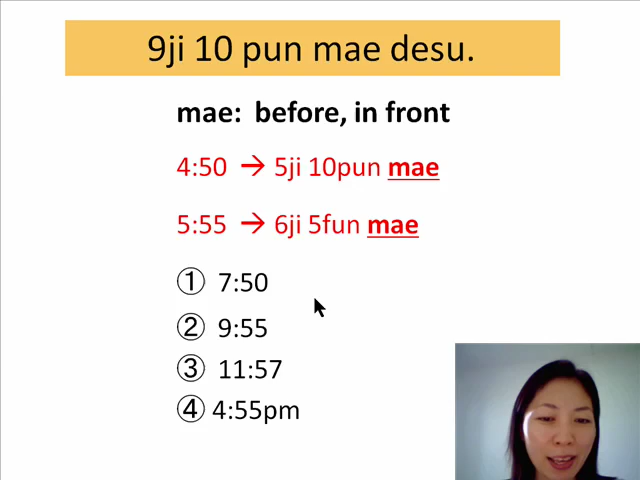 9ji 10 pun mae desu.
mae: before, in front
4:50 → 5ji 10pun mae
5:55 → 6ji 5fun mae
① 7:50
② 9:55
③ 11:57
④ 4:55pm